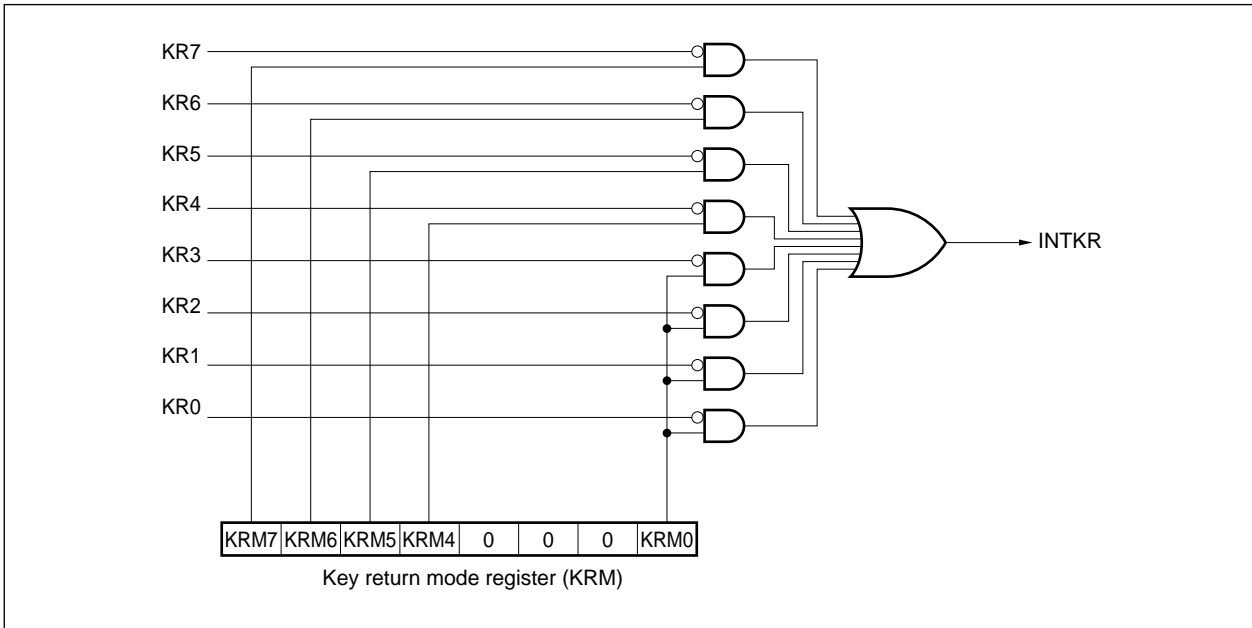 KR7
KR6
KR5
KR4
KR3
KR2
KR1
KR0
INTKR
KRM7 KRM6 KRM5 KRM4 0 0 0 KRM0
Key return mode register (KRM)